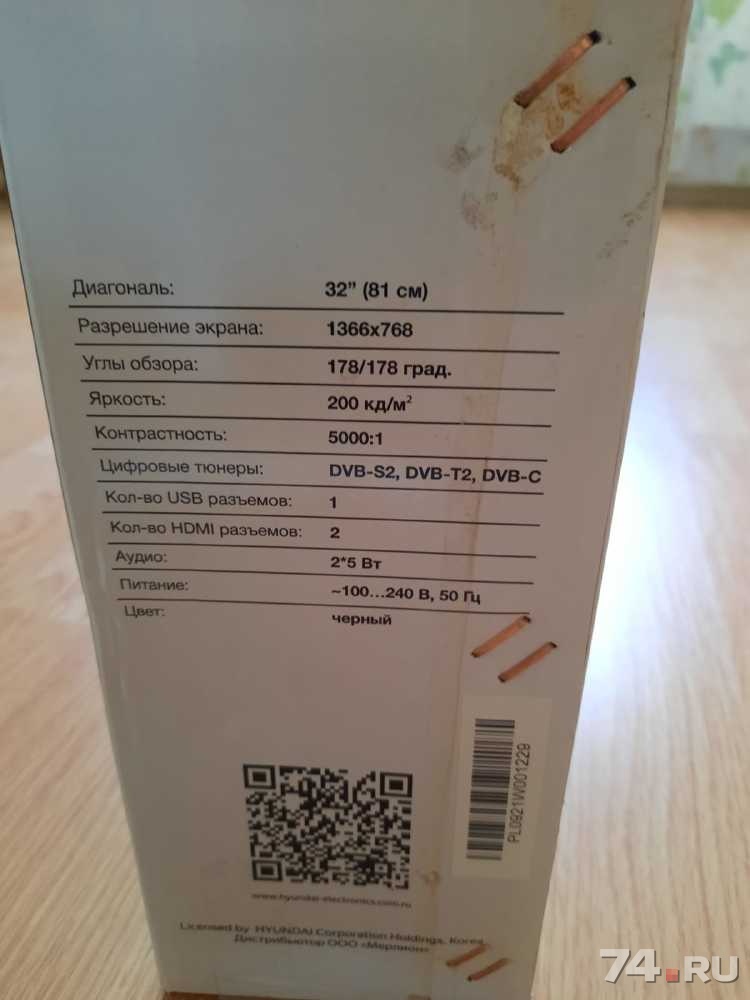 Диагональ: 32” (81 см)
Разрешение экрана: 1366x768
Углы обзора: 178/178 град.
Яркость: 200 кд/м²
Контрастность: 5000:1
Цифровые тюнеры: DVB-S2, DVB-T2, DVB-C
Кол-во USB разъемов: 1
Кол-во HDMI разъемов: 2
Аудио: 2*5 Вт
Питание: ~100...240 В, 50 Гц
Цвет: черный
PL0921W001229
www.hyundai-electronics.com.ru
Licensed by HYUNDAI Corporation Holdings, Korea
Дистрибьютор ООО «Мерлион»
74.RU